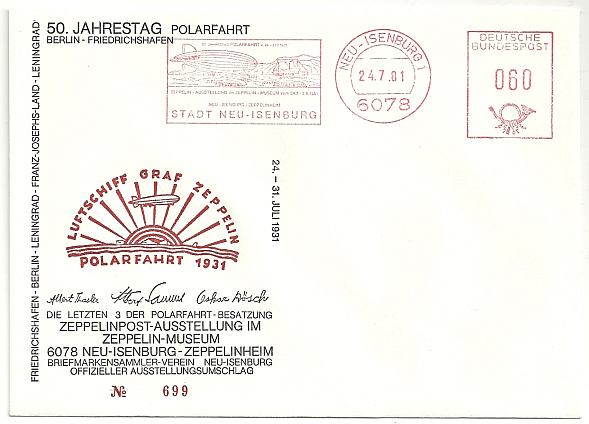 50. JAHRESTAG POLARFAHRT
BERLIN - FRIEDRICHSHAFEN
FRIEDRICHSHAFEN - BERLIN - LENINGRAD - FRANZ-JOSEPHS-LAND - LENINGRAD
ZEPPELIN - AUSSTELLUNG im ZEPPELIN - MUSEUM
NEU - ISENBURG - ZEPPELINHEIM
STADT NEU-ISENBURG
NEU-ISENBURG 1
24.7.81
6078
DEUTSCHE
BUNDESPOST
060
24. - 31. JULI 1931
LUFTSCHIFF GRAF ZEPPELIN
POLARFAHRT 1931
DIE LETZTEN 3 DER POLARFAHRT-BESATZUNG
ZEPPELINPOST-AUSSTELLUNG IM
ZEPPELIN-MUSEUM
6078 NEU-ISENBURG-ZEPPELINHEIM
BRIEFMARKENSAMMLER-VEREIN NEU-ISENBURG
OFFIZIELLER AUSSTELLUNGSUMSCHLAG
№ 699